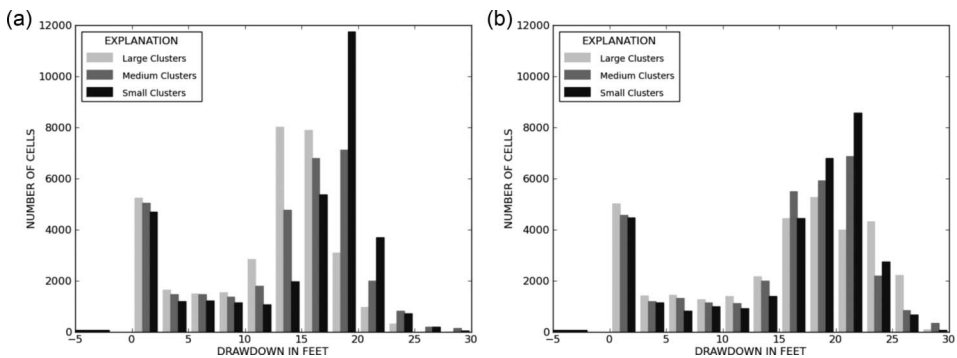 (a)
EXPLANATION
Large Clusters
Medium Clusters
Small Clusters
NUMBER OF CELLS
12000
10000
8000
6000
4000
2000
0
−5 0 5 10 15 20 25 30
DRAWDOWN IN FEET
(b)
EXPLANATION
Large Clusters
Medium Clusters
Small Clusters
NUMBER OF CELLS
12000
10000
8000
6000
4000
2000
0
−5 0 5 10 15 20 25 30
DRAWDOWN IN FEET